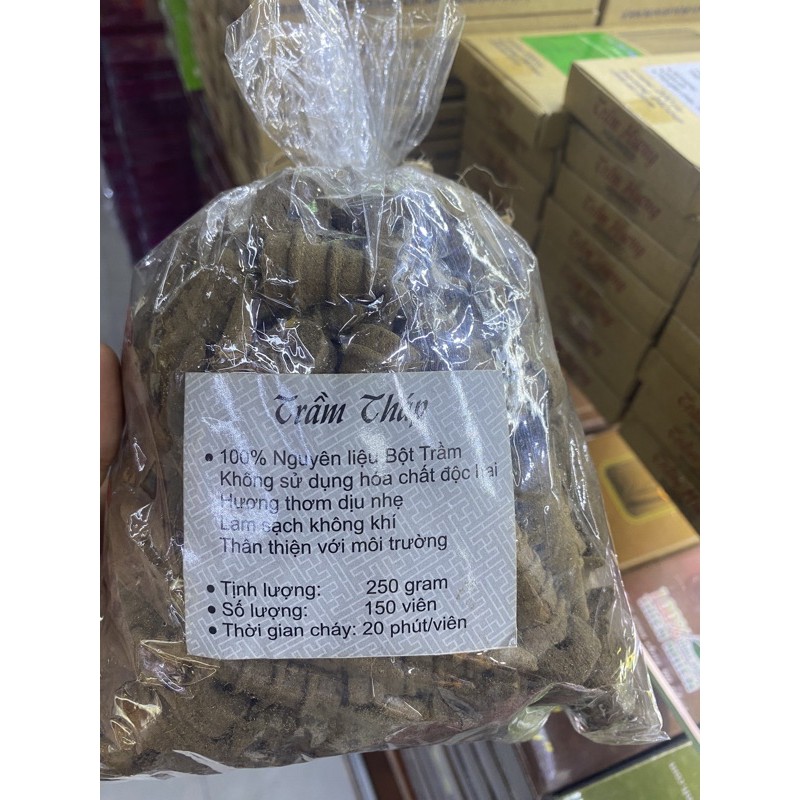 Trầm Tháp
• 100% Nguyên liệu Bột Trầm
Không sử dụng hóa chất độc hại
Hương thơm dịu nhẹ
Làm sạch không khí
Thân thiện với môi trường
• Tịnh lượng: 250 gram
• Số lượng: 150 viên
• Thời gian cháy: 20 phút/viên